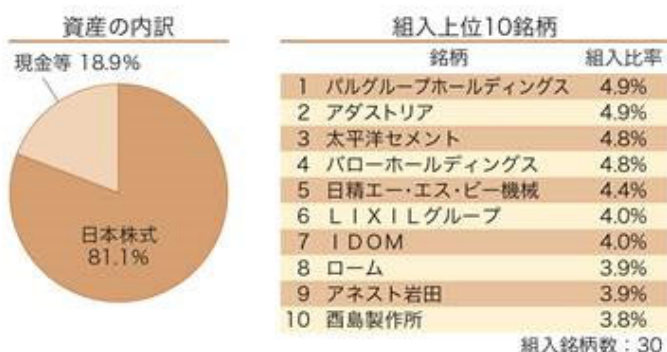 資産の内訳
現金等 18.9%
日本株式
81.1%
組入上位10銘柄
銘柄 組入比率
1 パルグループホールディングス 4.9%
2 アダストリア 4.9%
3 太平洋セメント 4.8%
4 バローホールディングス 4.8%
5 日精エー・エス・ビー機械 4.4%
6 ＬＩＸＩＬグループ 4.0%
7 ＩＤＯＭ 4.0%
8 ローム 3.9%
9 アネスト岩田 3.9%
10 酉島製作所 3.8%
組入銘柄数：30